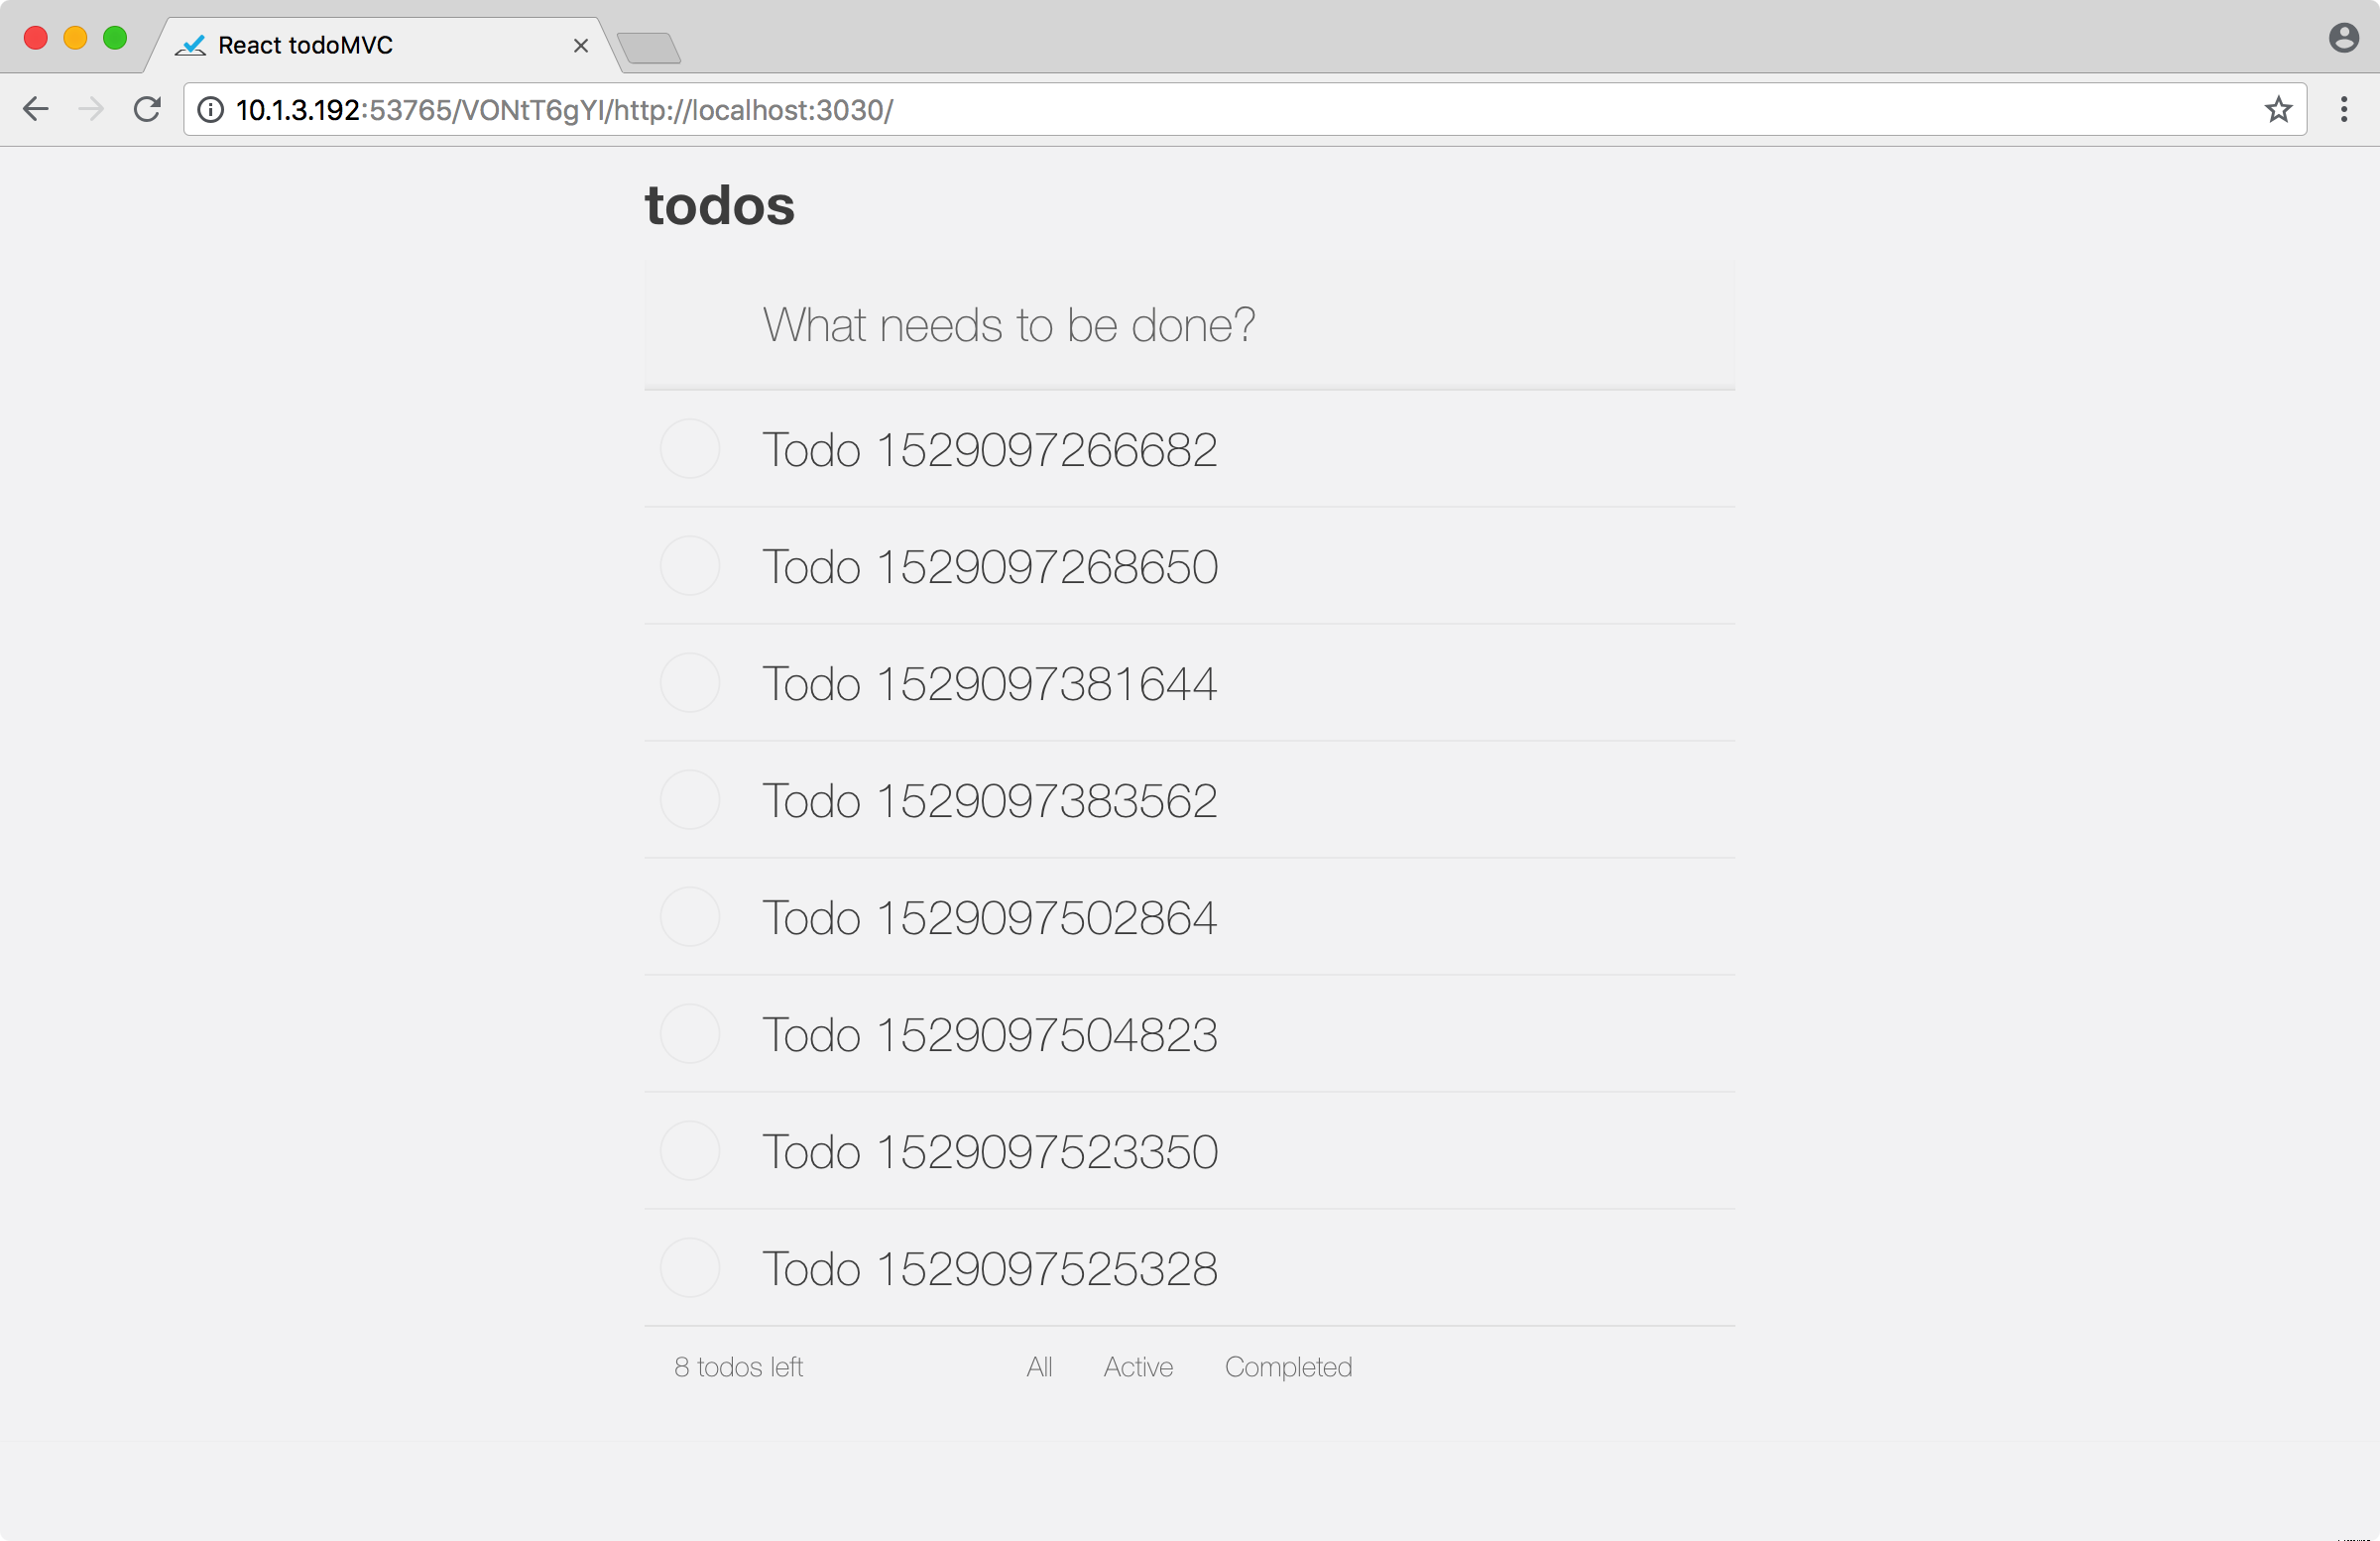 React todoMVC
10.1.3.192:53765/VONtT6gYI/http://localhost:3030/
todos
What needs to be done?
Todo 1529097266682
Todo 1529097268650
Todo 1529097381644
Todo 1529097383562
Todo 1529097502864
Todo 1529097504823
Todo 1529097523350
Todo 1529097525328
8 todos left All Active Completed